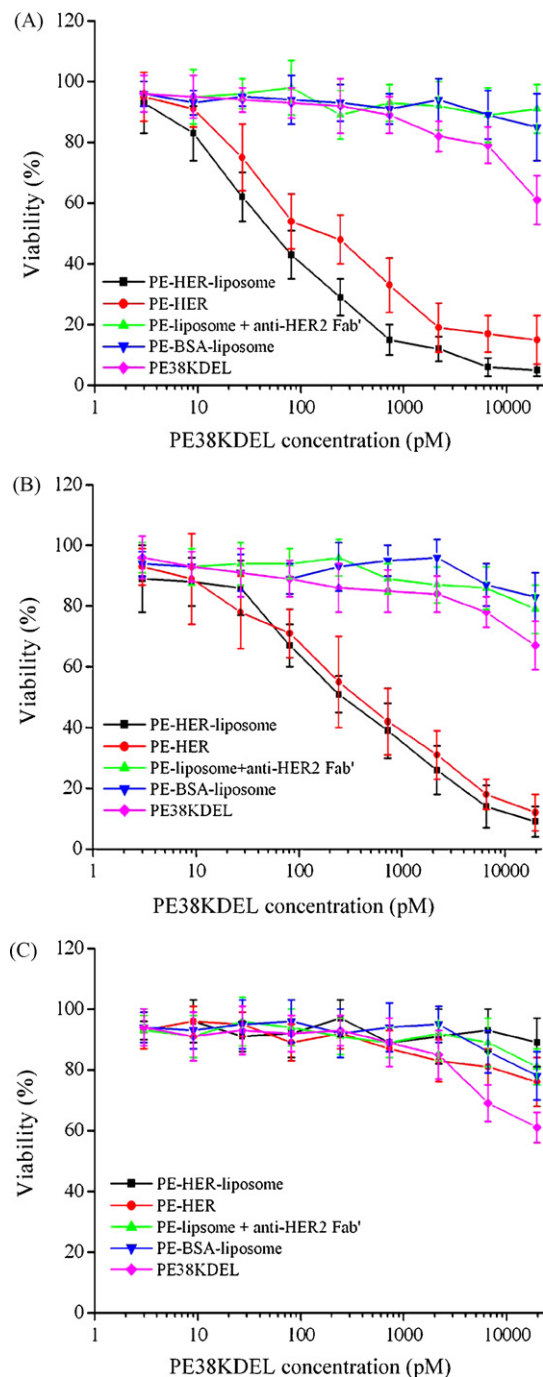 (A)
120
100
80
60
40
20
0
Viability (%)
PE-HER-liposome
PE-HER
PE-liposome + anti-HER2 Fab'
PE-BSA-liposome
PE38KDEL
1 10 100 1000 10000
PE38KDEL concentration (pM)
(B)
120
100
80
60
40
20
0
Viability (%)
PE-HER-liposome
PE-HER
PE-liposome+anti-HER2 Fab'
PE-BSA-liposome
PE38KDEL
1 10 100 1000 10000
PE38KDEL concentration (pM)
(C)
120
100
80
60
40
20
0
Viability (%)
PE-HER-liposome
PE-HER
PE-lipsome + anti-HER2 Fab'
PE-BSA-liposome
PE38KDEL
1 10 100 1000 10000
PE38KDEL concentration (pM)